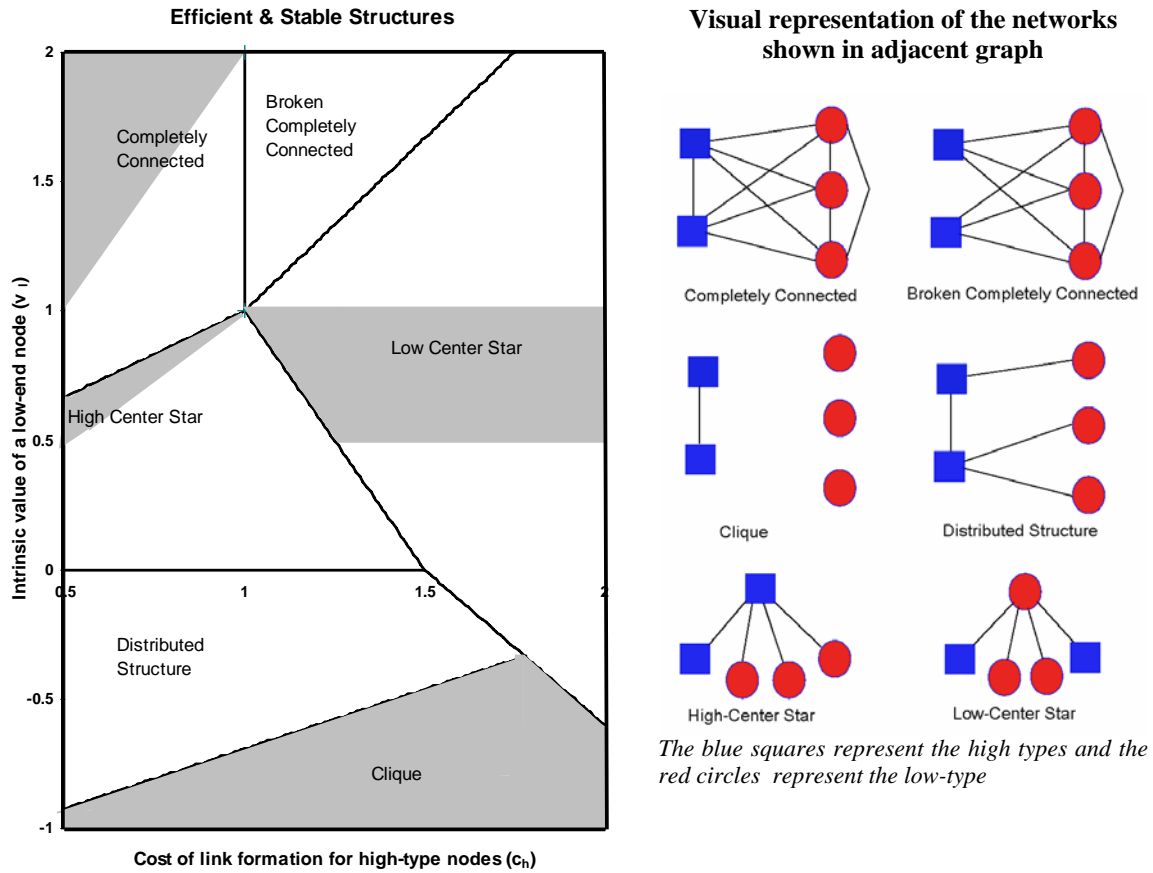 Efficient & Stable Structures
2
1.5
1
0.5
0
-0.5
-1
0.5
1
1.5
2
Intrinsic value of a low-end node (v l)
Completely
Connected
Broken
Completely
Connected
Low Center Star
High Center Star
Distributed
Structure
Clique
Cost of link formation for high-type nodes (ch)
Visual representation of the networks
shown in adjacent graph
Completely Connected
Broken Completely Connected
Clique
Distributed Structure
High-Center Star
Low-Center Star
The blue squares represent the high types and the
red circles represent the low-type